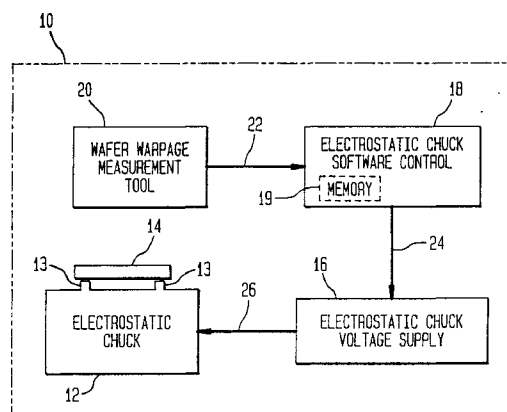 10
20
18
WAFER WARPAGE
MEASUREMENT
TOOL
22
ELECTROSTATIC CHUCK
SOFTWARE CONTROL
19
MEMORY
14
24
13
13
16
26
ELECTROSTATIC
CHUCK
ELECTROSTATIC CHUCK
VOLTAGE SUPPLY
12